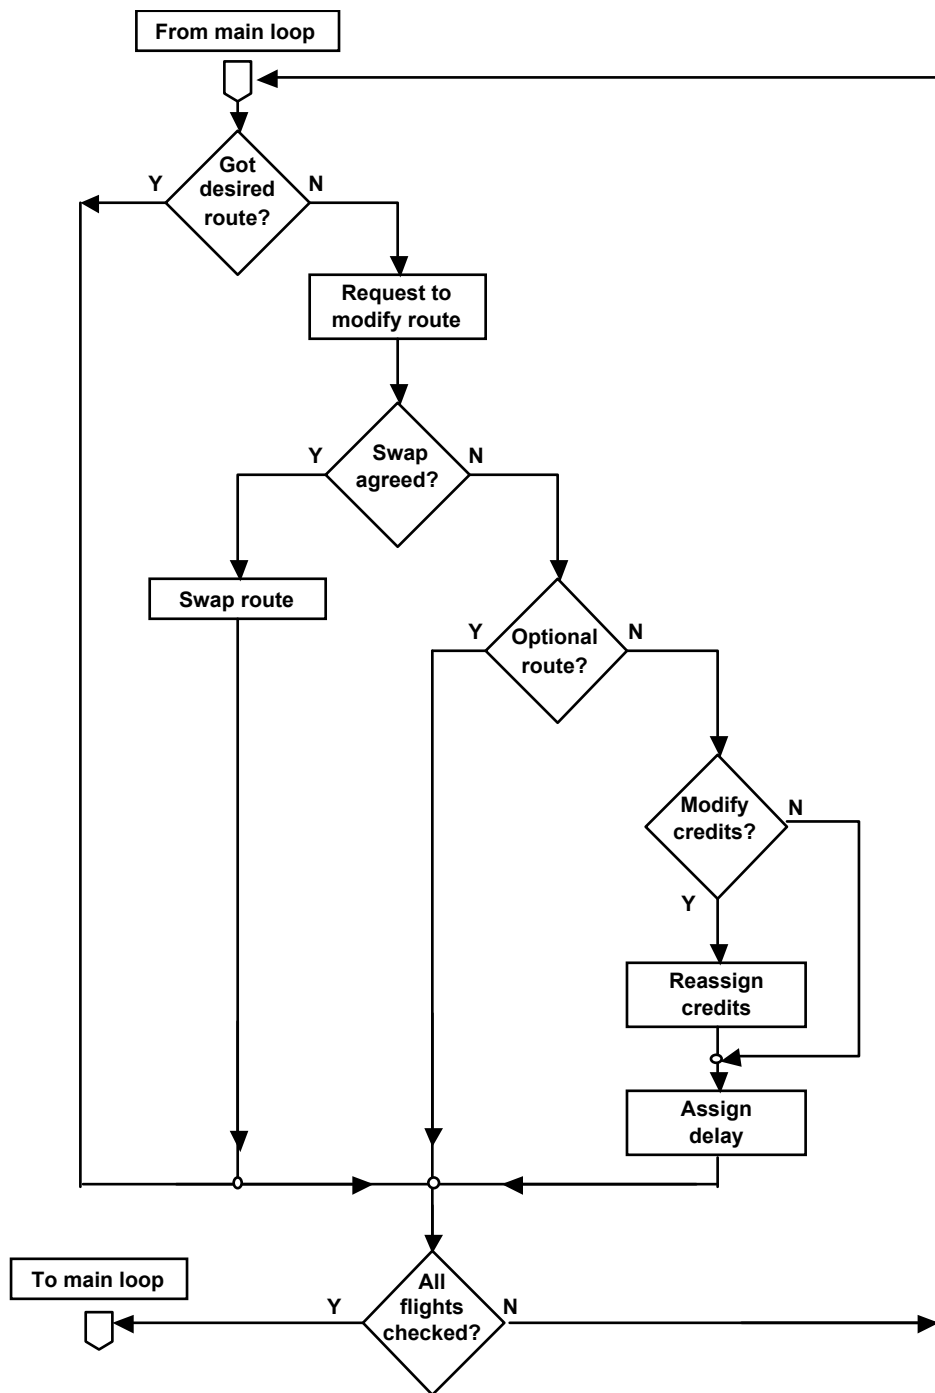 From main loop
Got
desired
route?
Y
N
Request to
modify route
Swap
agreed?
Y
N
Swap route
Optional
route?
Y
N
Modify
credits?
N
Y
Reassign
credits
Assign
delay
To main loop
All
flights
checked?
Y
N